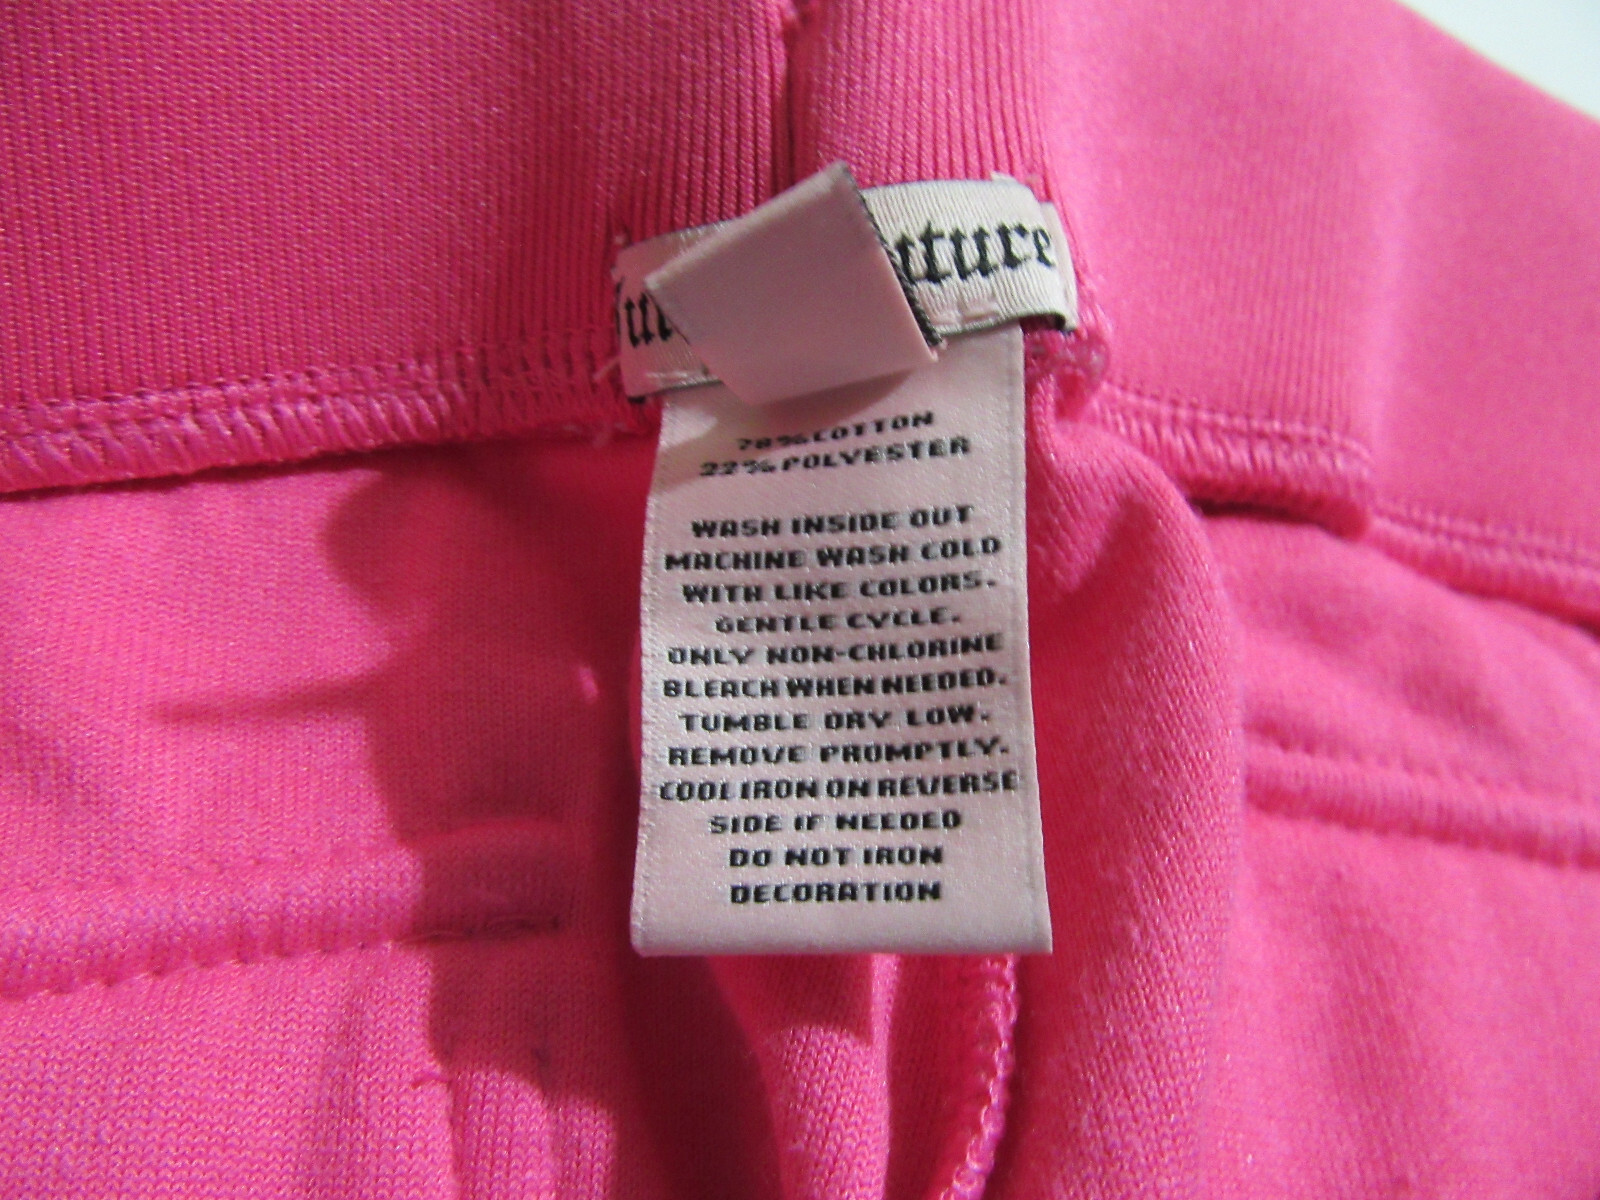 uture
78% COTTON
22% POLYESTER
WASH INSIDE OUT
MACHINE WASH COLD
WITH LIKE COLORS.
GENTLE CYCLE.
ONLY NON-CHLORINE
BLEACH WHEN NEEDED.
TUMBLE DRY LOW.
REMOVE PROMPTLY.
COOL IRON ON REVERSE
SIDE IF NEEDED
DO NOT IRON
DECORATION